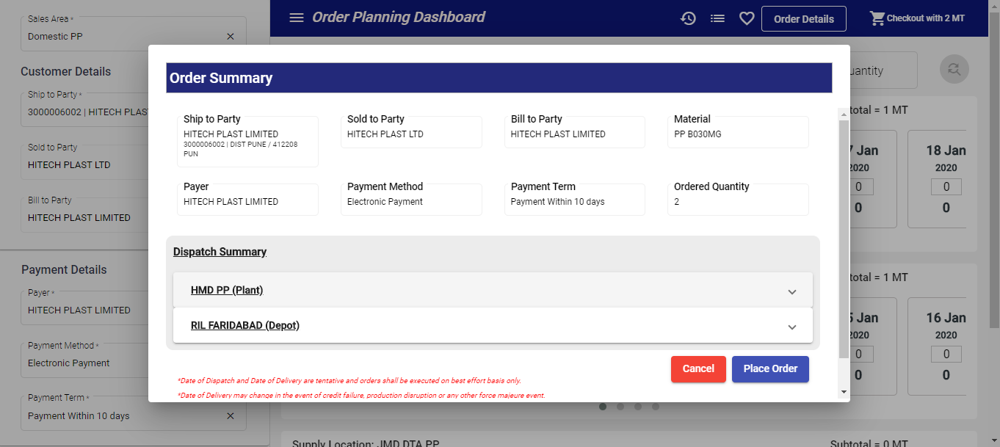 Sales Area *
Domestic PP
Order Planning Dashboard
Order Details
Checkout with 2 MT
Customer Details
Ship to Party *
3000006002 | HITECH PLAS
Sold to Party
HITECH PLAST LTD
Bill to Party
HITECH PLAST LIMITED
Payment Details
Payer *
HITECH PLAST LIMITED
Payment Method *
Electronic Payment
Payment Term *
Payment Within 10 days
Order Summary
Ship to Party
HITECH PLAST LIMITED
3000006002 | DIST PUNE / 412208
PUN
Sold to Party
HITECH PLAST LTD
Bill to Party
HITECH PLAST LIMITED
Material
PP B030MG
Payer
HITECH PLAST LIMITED
Payment Method
Electronic Payment
Payment Term
Payment Within 10 days
Ordered Quantity
2
Dispatch Summary
HMD PP (Plant)
RIL FARIDABAD (Depot)
Cancel
Place Order
*Date of Dispatch and Date of Delivery are tentative and orders shall be executed on best effort basis only.
*Date of Delivery may change in the event of credit failure, production disruption or any other force majeure event.
uantity
total = 1 MT
7 Jan
2020
0
0
18 Jan
2020
0
0
total = 1 MT
5 Jan
2020
0
0
16 Jan
2020
0
0
Supply Location: JMD DTA PP
Subtotal = 0 MT